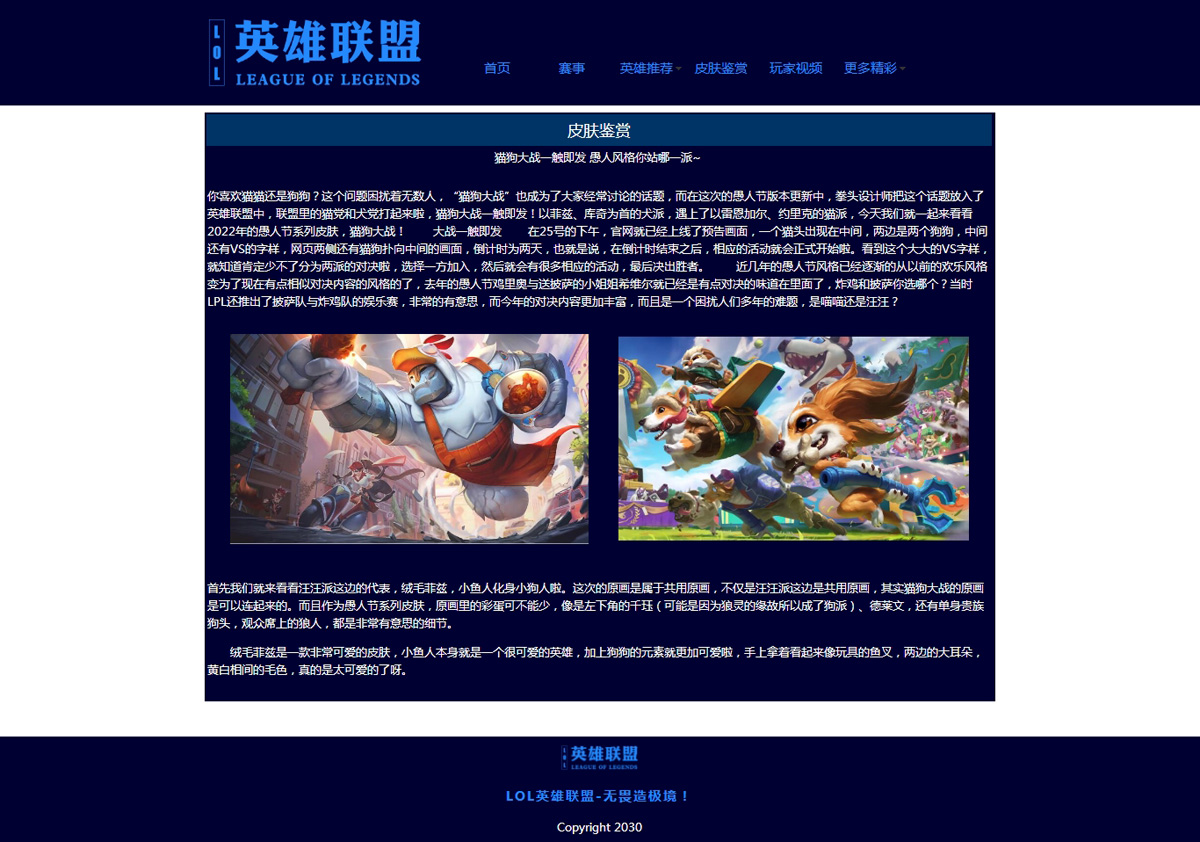 LOL
英雄联盟
LEAGUE OF LEGENDS
首页 赛事 英雄推荐 皮肤鉴赏 玩家视频 更多精彩
皮肤鉴赏
猫狗大战一触即发 愚人风格你站哪一派~
你喜欢猫猫还是狗狗？这个问题困扰着无数人，“猫狗大战”也成为了大家经常讨论的话题，而在这次的愚人节版本更新中，拳头设计师把这个话题放入了
英雄联盟中，联盟里的猫党和犬党打起来啦，猫狗大战一触即发！以菲兹、库奇为首的犬派，遇上了以雷恩加尔、约里克的猫派，今天我们就一起来看看
2022年的愚人节系列皮肤，猫狗大战！ 大战一触即发 在25号的下午，官网就已经上线了预告画面，一个猫头出现在中间，两边是两个狗狗，中间
还有VS的字样，网页两侧还有猫狗扑向中间的画面，倒计时为两天，也就是说，在倒计时结束之后，相应的活动就会正式开始啦。看到这个大大的VS字样，
就知道肯定少不了分为两派的对决啦，选择一方加入，然后就会有很多相应的活动，最后决出胜者。 近几年的愚人节风格已经逐渐的从以前的欢乐风格
变为了现在有点相似对决内容的风格的了，去年的愚人节鸡里奥与送披萨的小姐姐希维尔就已经是有点对决的味道在里面了，炸鸡和披萨你选哪个？当时
LPL还推出了披萨队与炸鸡队的娱乐赛，非常的有意思，而今年的对决内容更加丰富，而且是一个困扰人们多年的难题，是喵喵还是汪汪？
首先我们就来看看汪汪派这边的代表，绒毛菲兹，小鱼人化身小狗人啦。这次的原画是属于共用原画，不仅是汪汪派这边是共用原画，其实猫狗大战的原画
是可以连起来的。而且作为愚人节系列皮肤，原画里的彩蛋可不能少，像是左下角的千珏（可能是因为狼灵的缘故所以成了狗派）、德莱文，还有单身贵族
狗头，观众席上的狼人，都是非常有意思的细节。
绒毛菲兹是一款非常可爱的皮肤，小鱼人本身就是一个很可爱的英雄，加上狗狗的元素就更加可爱啦，手上拿着看起来像玩具的鱼叉，两边的大耳朵，
黄白相间的毛色，真的是太可爱的了呀。
LOL
英雄联盟
LEAGUE OF LEGENDS
LOL英雄联盟-无畏造极境！
Copyright 2030